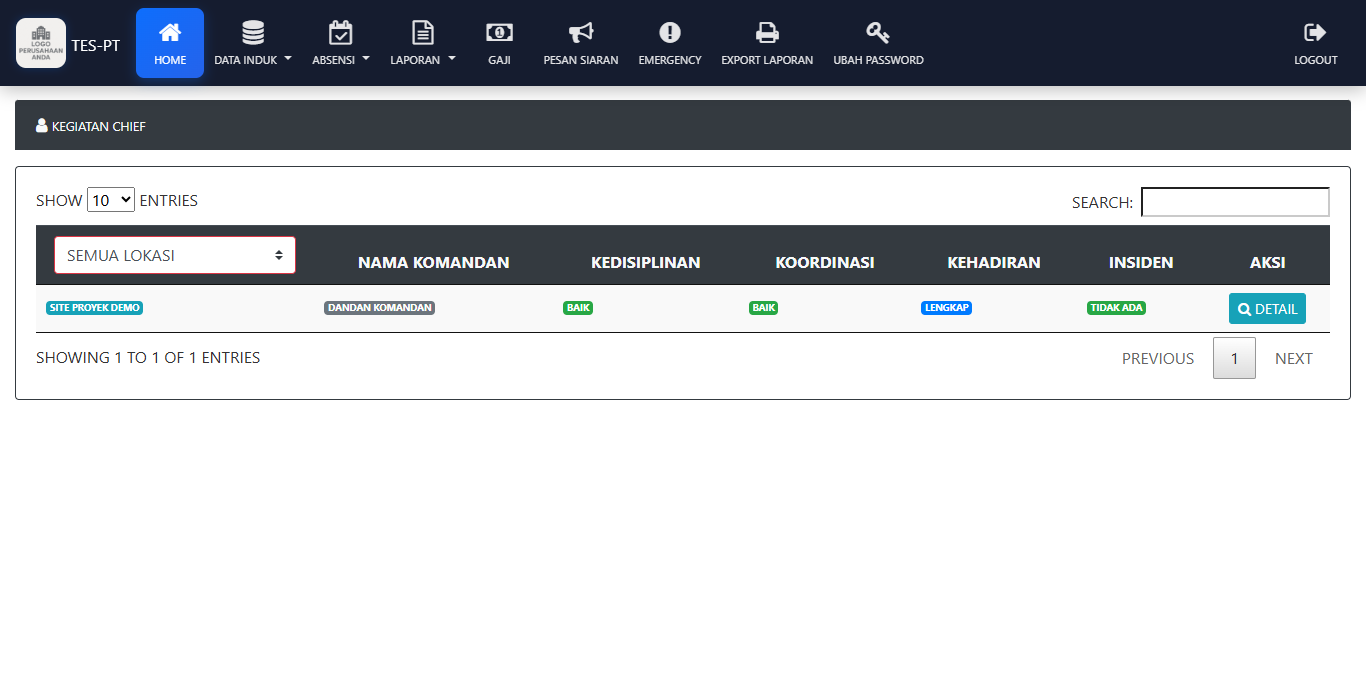 LOGO
PERUSAHAAN
ANDA
TES-PT
HOME
DATA INDUK
ABSENSI
LAPORAN
GAJI
PESAN SIARAN
EMERGENCY
EXPORT LAPORAN
UBAH PASSWORD
LOGOUT
KEGIATAN CHIEF
SHOW 10 ENTRIES
SEARCH:
SEMUA LOKASI NAMA KOMANDAN KEDISIPLINAN KOORDINASI KEHADIRAN INSIDEN AKSI
SITE PROYEK DEMO DANDAN KOMANDAN BAIK BAIK LENGKAP TIDAK ADA DETAIL
SHOWING 1 TO 1 OF 1 ENTRIES
PREVIOUS 1 NEXT